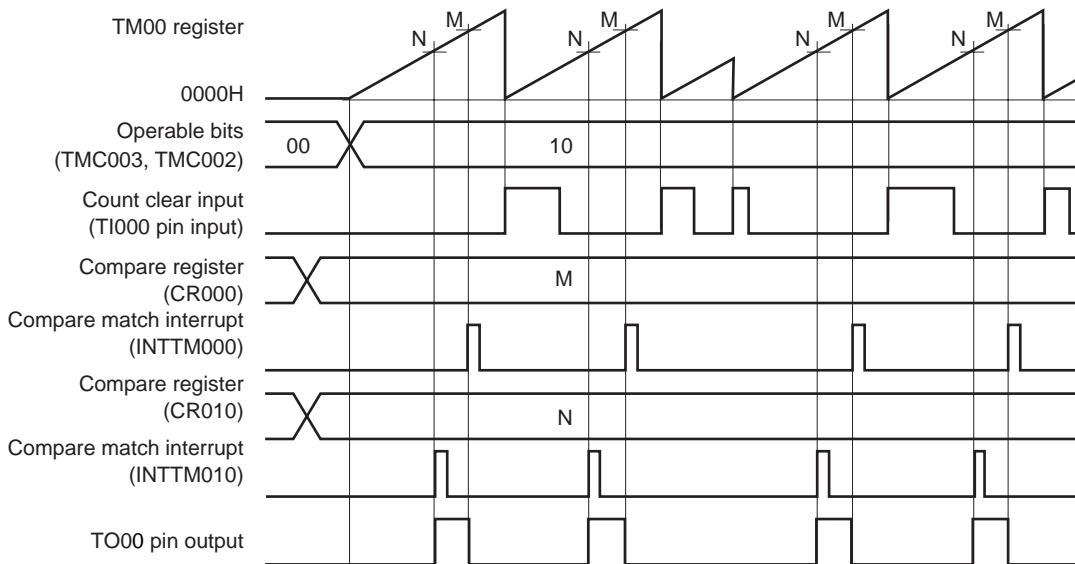 M M M M
TM00 register
N N N N
0000H
Operable bits
(TMC003, TMC002)
00 10
Count clear input
(TI000 pin input)
Compare register
(CR000)
M
Compare match interrupt
(INTTM000)
Compare register
(CR010)
N
Compare match interrupt
(INTTM010)
TO00 pin output